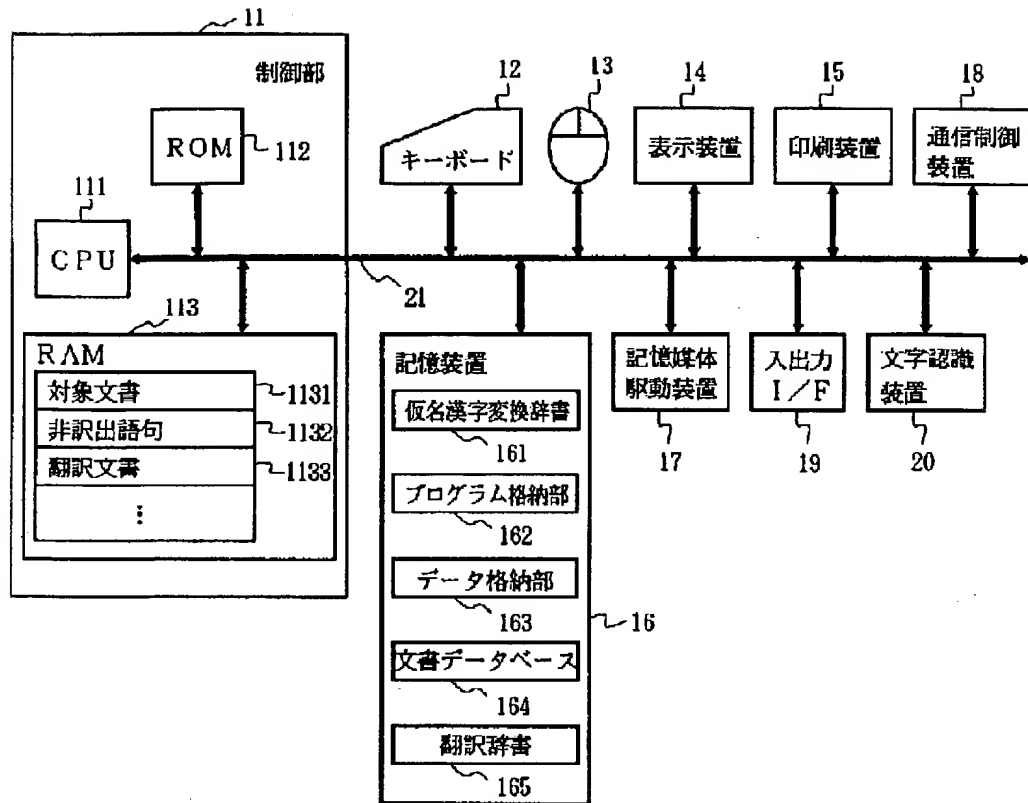 11
制御部
ROM
112
111
CPU
113
RAM
対象文書
1131
非訳出語句
1132
翻訳文書
1133
⋮
12
キーボード
13
14
表示装置
15
印刷装置
18
通信制御
装置
21
記憶装置
仮名漢字変換辞書
161
プログラム格納部
162
データ格納部
163
文書データベース
164
翻訳辞書
165
16
記憶媒体
駆動装置
17
入出力
I/F
19
文字認識
装置
20